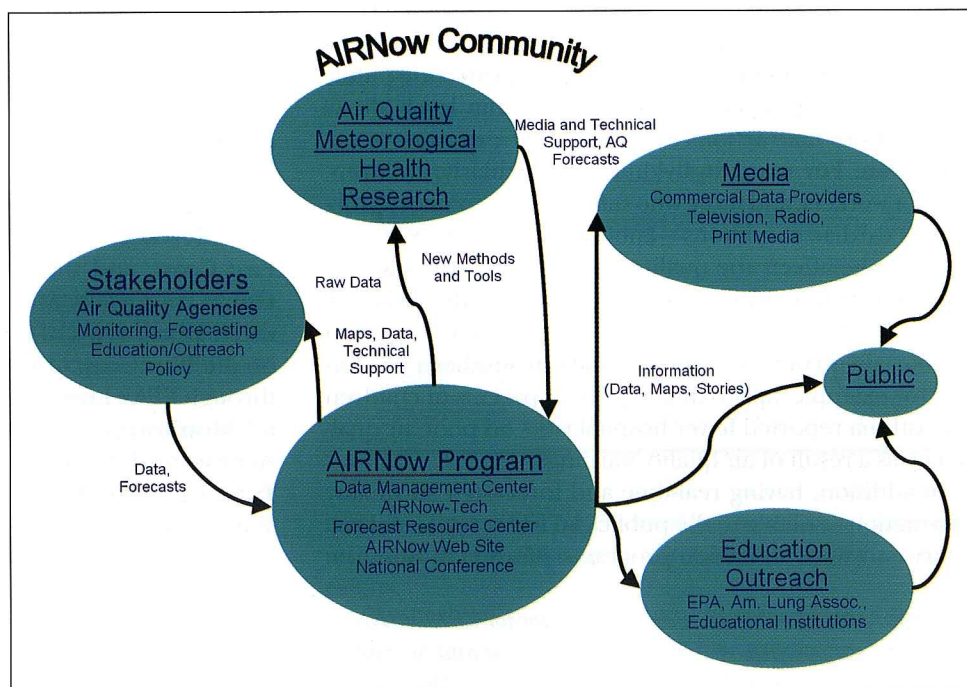 AIRNow Community
Air Quality
Meteorological
Health
Research
Media and Technical
Support, AQ
Forecasts
Media
Commercial Data Providers
Television, Radio,
Print Media
Stakeholders
Air Quality Agencies
Monitoring, Forecasting
Education/Outreach
Policy
Raw Data
New Methods
and Tools
Maps, Data,
Technical
Support
Information
(Data, Maps, Stories)
Public
Data,
Forecasts
AIRNow Program
Data Management Center
AIRNow-Tech
Forecast Resource Center
AIRNow Web Site
National Conference
Education
Outreach
EPA, Am. Lung Assoc.,
Educational Institutions